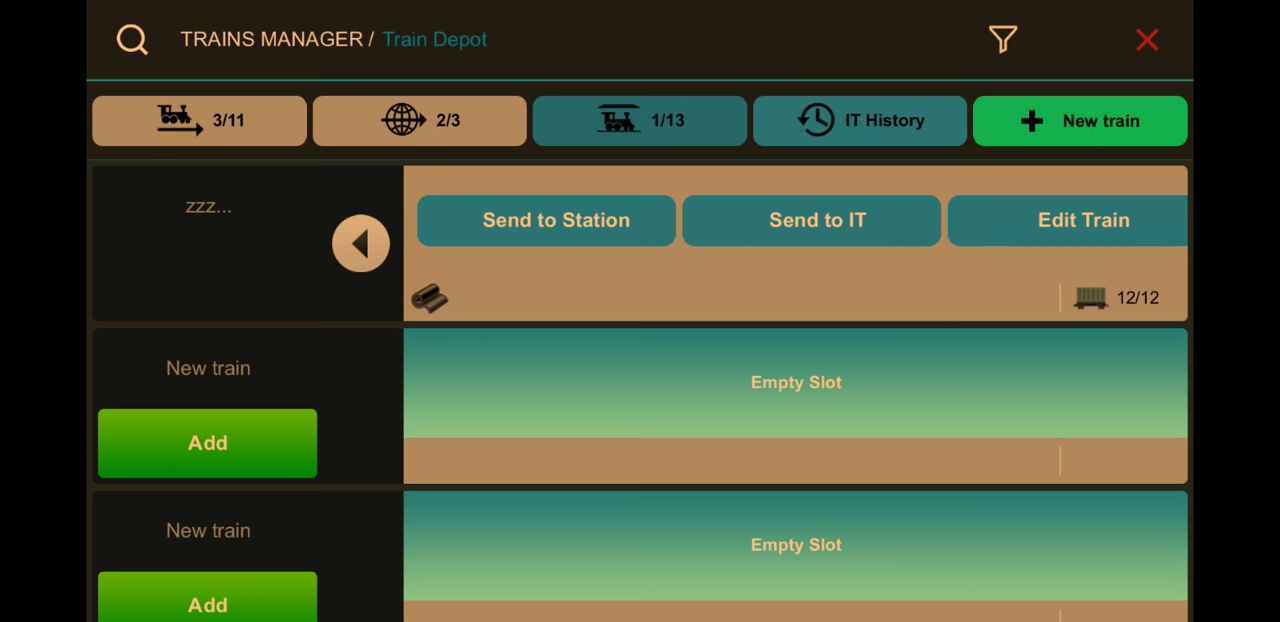 TRAINS MANAGER / Train Depot
3/11
2/3
1/13
IT History
New train
zzz...
Send to Station
Send to IT
Edit Train
12/12
New train
Empty Slot
Add
New train
Empty Slot
Add